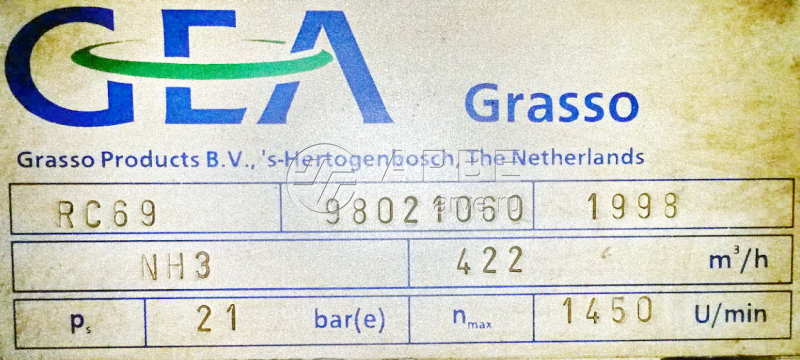 GEA Grasso
Grasso Products B.V., 's-Hertogenbosch, The Netherlands
RC69 98021060 1998
NH3 422 m³/h
pₛ 21 bar(e) nmax 1450 U/min